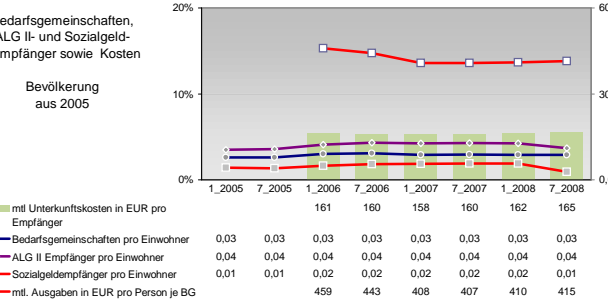 edarfsgemeinschaften,
ALG II- und Sozialgeld-
mpfänger sowie Kosten
Bevölkerung
aus 2005
20%
10%
0%
60
30
0,
1_2005 7_2005 1_2006 7_2006 1_2007 7_2007 1_2008 7_2008
mtl Unterkunftskosten in EUR pro
Empfänger
161 160 158 160 162 165
Bedarfsgemeinschaften pro Einwohner 0,03 0,03 0,03 0,03 0,03 0,03 0,03 0,03
ALG II Empfänger pro Einwohner 0,04 0,04 0,04 0,04 0,04 0,04 0,04 0,04
Sozialgeldempfänger pro Einwohner 0,01 0,01 0,02 0,02 0,02 0,02 0,02 0,01
mtl. Ausgaben in EUR pro Person je BG 459 443 408 407 410 415